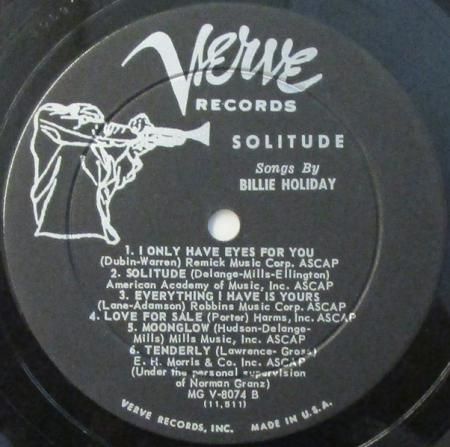 Verve
RECORDS
SOLITUDE
Songs By
BILLIE HOLIDAY
1. I ONLY HAVE EYES FOR YOU
(Dubin-Warren) Remick Music Corp. ASCAP
2. SOLITUDE (Delange-Mills-Ellington)
American Academy of Music, Inc. ASCAP
3. EVERYTHING I HAVE IS YOURS
(Lane-Adamson) Robbins Music Corp. ASCAP
4. LOVE FOR SALE (Porter) Harms, Inc. ASCAP
5. MOONGLOW (Hudson-Delange-
Mills) Mills Music, Inc. ASCAP
6. TENDERLY (Lawrence- Gross)
E. H. Morris & Co. Inc. ASCAP
(Under the personal supervision
of Norman Granz)
MG V-8074 B
(11,511)
VERVE RECORDS, INC. MADE IN U.S.A.